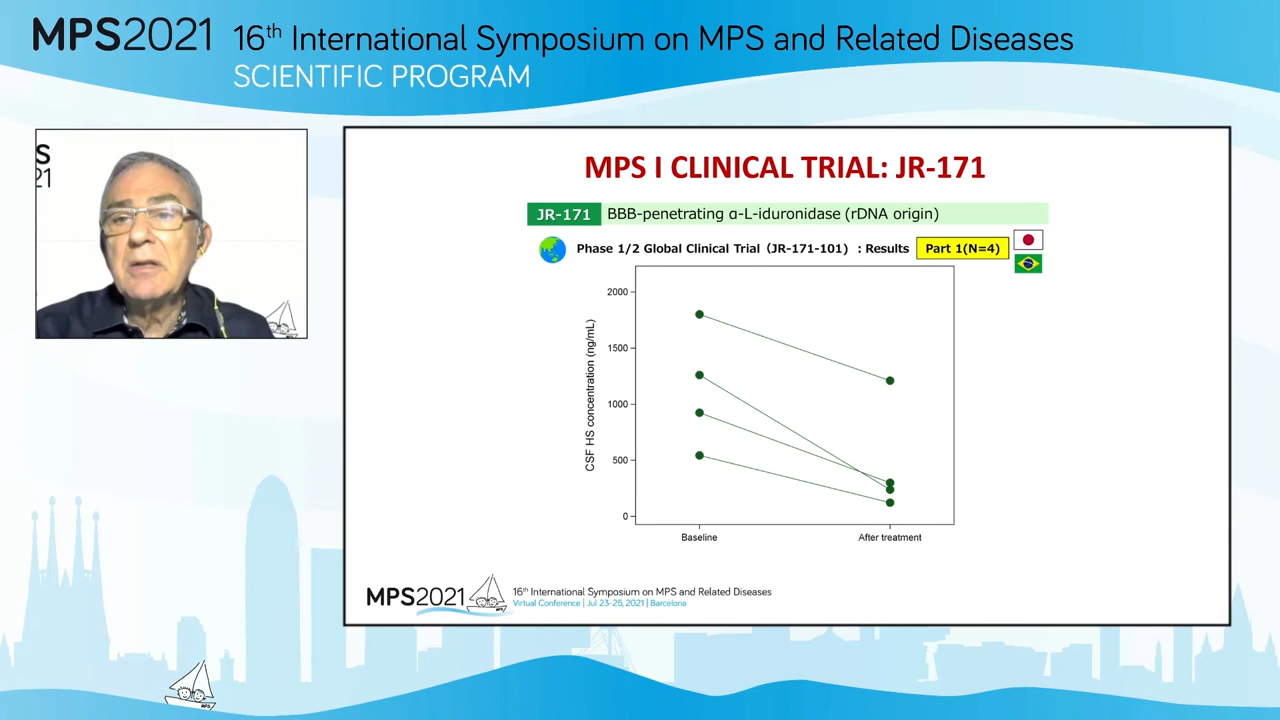 MPS2021 16th International Symposium on MPS and Related Diseases
SCIENTIFIC PROGRAM
S
21
MPS I CLINICAL TRIAL: JR-171
JR-171 BBB-penetrating α-L-iduronidase (rDNA origin)
Phase 1/2 Global Clinical Trial (JR-171-101) : Results Part 1(N=4)
CSF HS concentration (ng/mL)
2000
1500
1000
500
0
Baseline After treatment
MPS2021 16th International Symposium on MPS and Related Diseases
Virtual Conference | Jul 23-25, 2021 | Barcelona
MPS